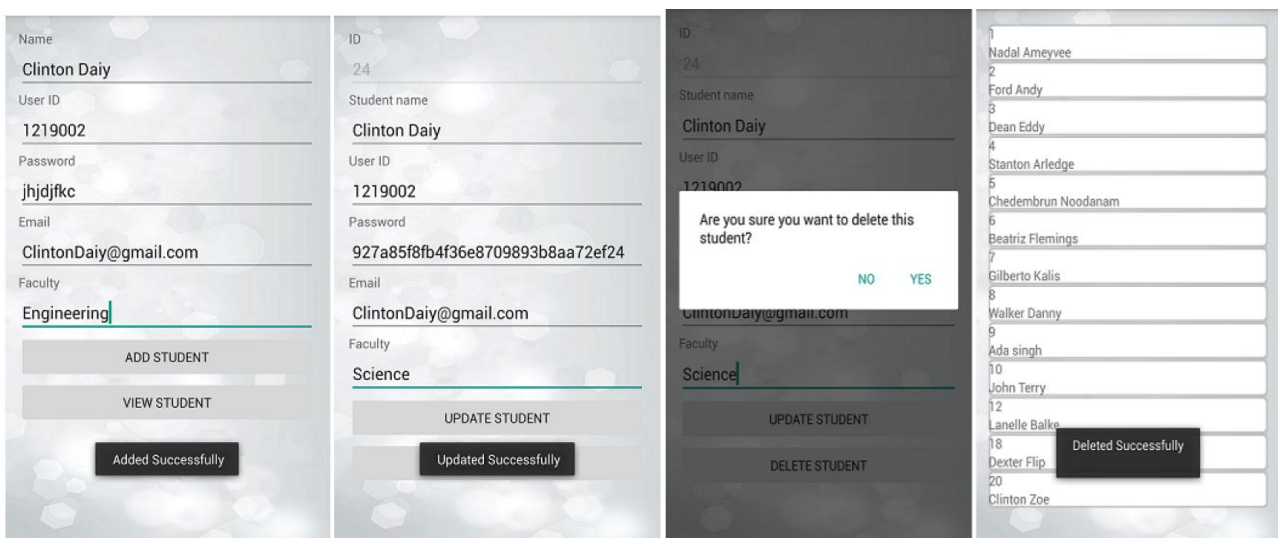 Name
Clinton Daiy
User ID
1219002
Password
jhjdjfkc
Email
ClintonDaiy@gmail.com
Faculty
Engineering
ADD STUDENT
VIEW STUDENT
Added Successfully
ID
24
Student name
Clinton Daiy
User ID
1219002
Password
927a85f8fb4f36e8709893b8aa72ef24
Email
ClintonDaiy@gmail.com
Faculty
Science
UPDATE STUDENT
Updated Successfully
ID
24
Student name
Clinton Daiy
User ID
1219002
Are you sure you want to delete this
student?
NO YES
ClintonDaiy@gmail.com
Faculty
Science
UPDATE STUDENT
DELETE STUDENT
1
Nadal Ameyvee
2
Ford Andy
3
Dean Eddy
4
Stanton Arledge
5
Chedembrun Noodanam
6
Beatriz Flemings
7
Gilberto Kalis
8
Walker Danny
9
Ada singh
10
John Terry
12
Lanelle Balke
18
Dexter Flip
Deleted Successfully
20
Clinton Zoe